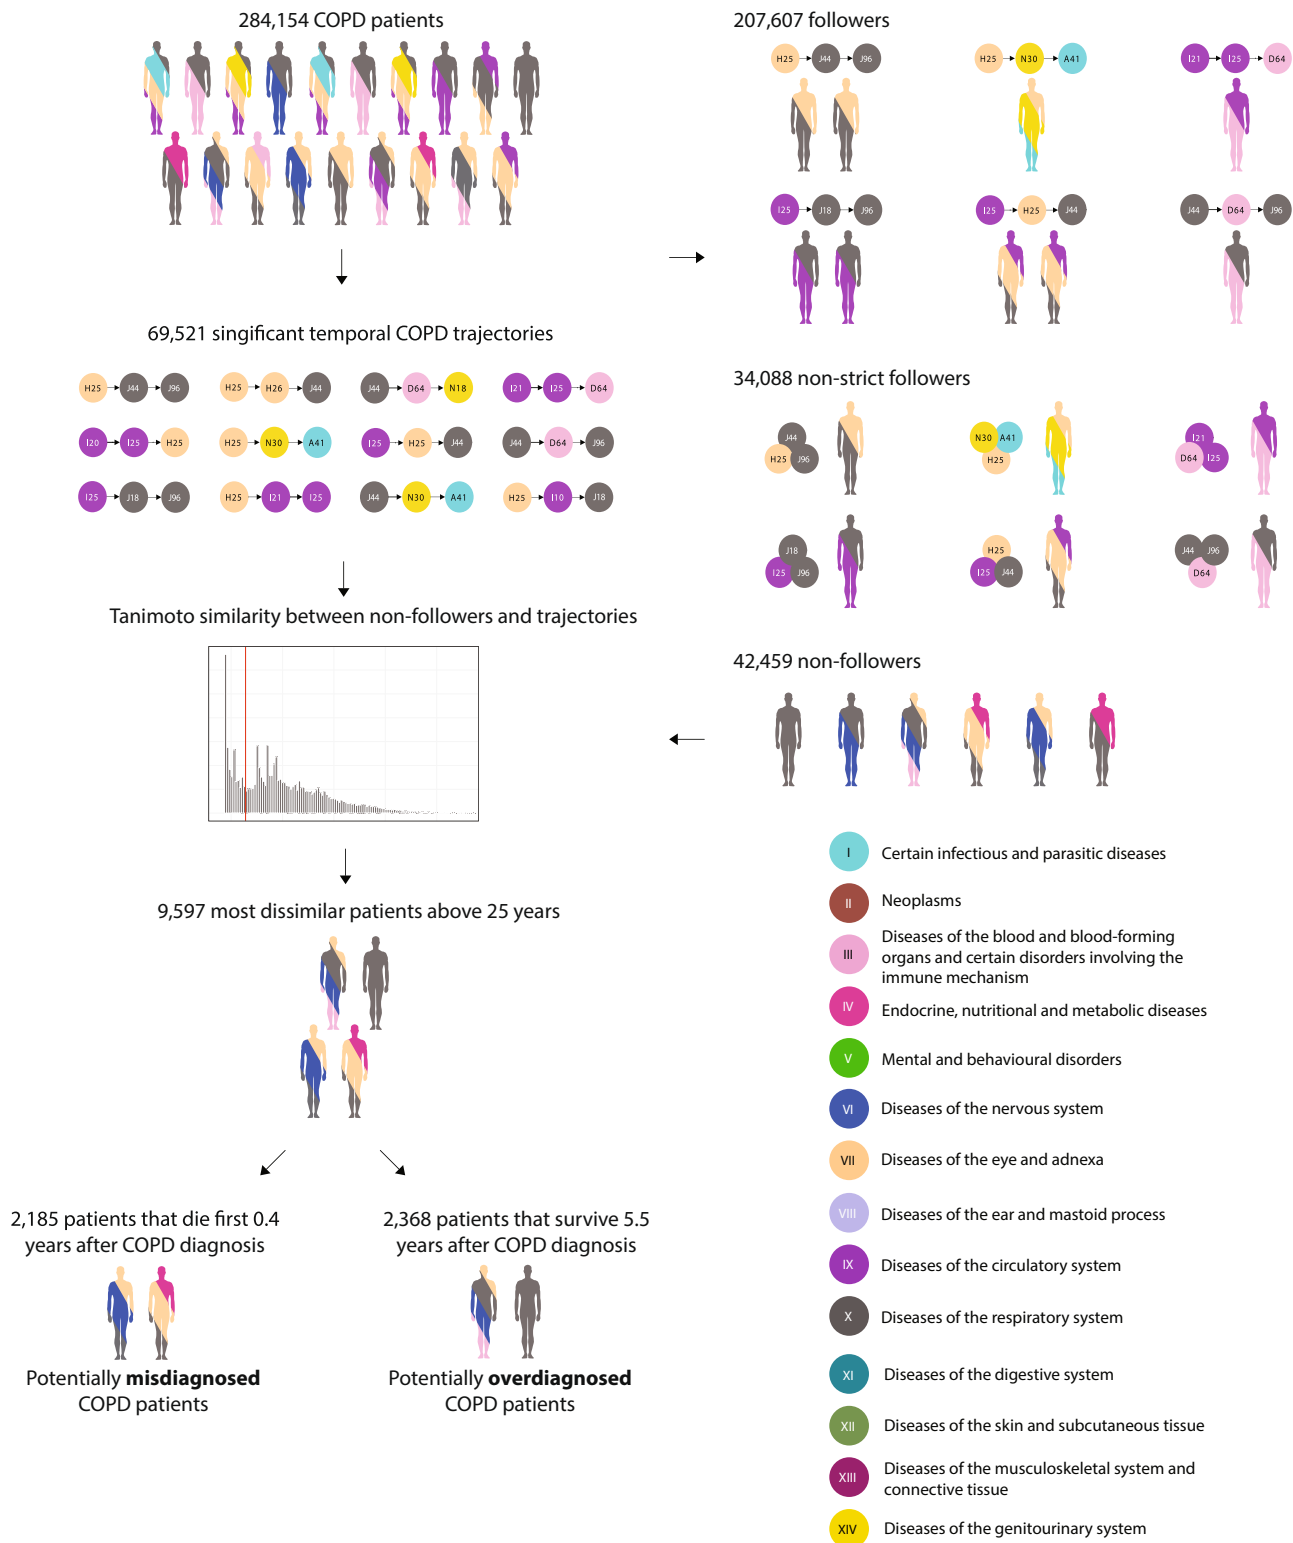 284,154 COPD patients
69,521 singificant temporal COPD trajectories
H25 J44 J96
H25 H26 J44
J44 D64 N18
I21 I25 D64
I20 I25 H25
H25 N30 A41
I25 H25 J44
J44 D64 J96
I25 J18 J96
H25 I21 I25
J44 N30 A41
H25 I10 J18
Tanimoto similarity between non-followers and trajectories
9,597 most dissimilar patients above 25 years
2,185 patients that die first 0.4
years after COPD diagnosis
Potentially misdiagnosed
COPD patients
2,368 patients that survive 5.5
years after COPD diagnosis
Potentially overdiagnosed
COPD patients
207,607 followers
H25 J44 J96
H25 N30 A41
I21 I25 D64
I25 J18 J96
I25 H25 J44
J44 D64 J96
34,088 non-strict followers
J44
H25 J96
N30 A41
H25
I21
D64 I25
J18
I25 J96
H25
I25 J44
J44 J96
D64
42,459 non-followers
I Certain infectious and parasitic diseases
II Neoplasms
III Diseases of the blood and blood-forming
organs and certain disorders involving the
immune mechanism
IV Endocrine, nutritional and metabolic diseases
V Mental and behavioural disorders
VI Diseases of the nervous system
VII Diseases of the eye and adnexa
VIII Diseases of the ear and mastoid process
IX Diseases of the circulatory system
X Diseases of the respiratory system
XI Diseases of the digestive system
XII Diseases of the skin and subcutaneous tissue
XIII Diseases of the musculoskeletal system and
connective tissue
XIV Diseases of the genitourinary system